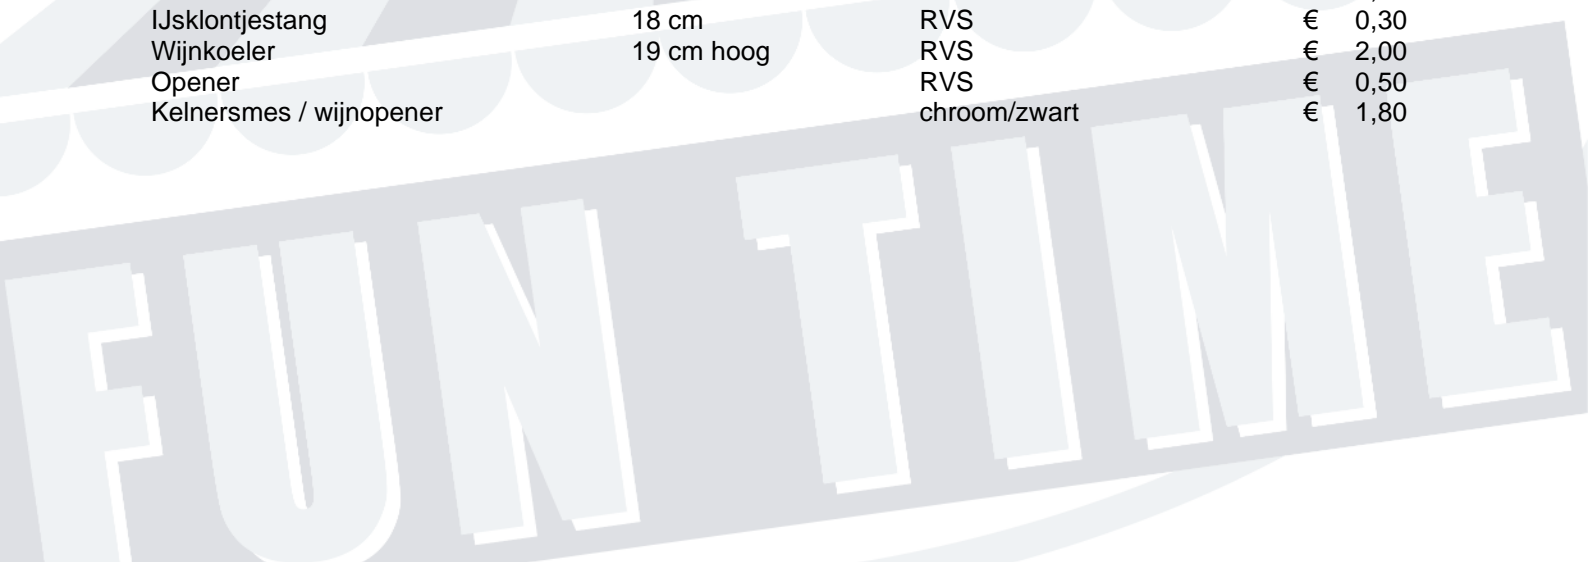 IJsklontjestang 18 cm RVS € 0,30
Wijnkoeler 19 cm hoog RVS € 2,00
Opener RVS € 0,50
Kelnersmes / wijnopener chroom/zwart € 1,80
FUN TIME